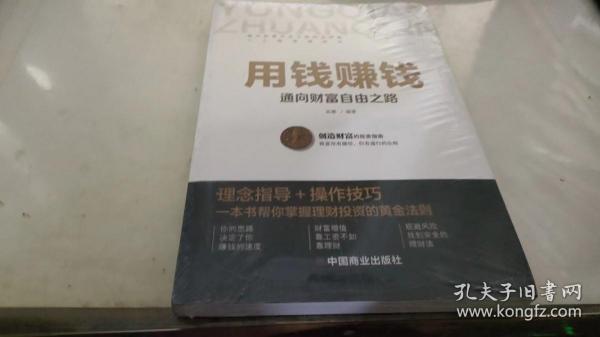 YONGQIAN
ZHUANQIAN
用钱赚钱
通向财富自由之路
创造财富的投资指南
理念指导 + 操作技巧
一本书帮你掌握理财投资的黄金法则
你的思路
决定了你
赚钱的速度
财富增值
靠工资不如
靠理财
规避风险
找到安全的
理财法
中国商业出版社
孔夫子旧书网
www.kongfz.com